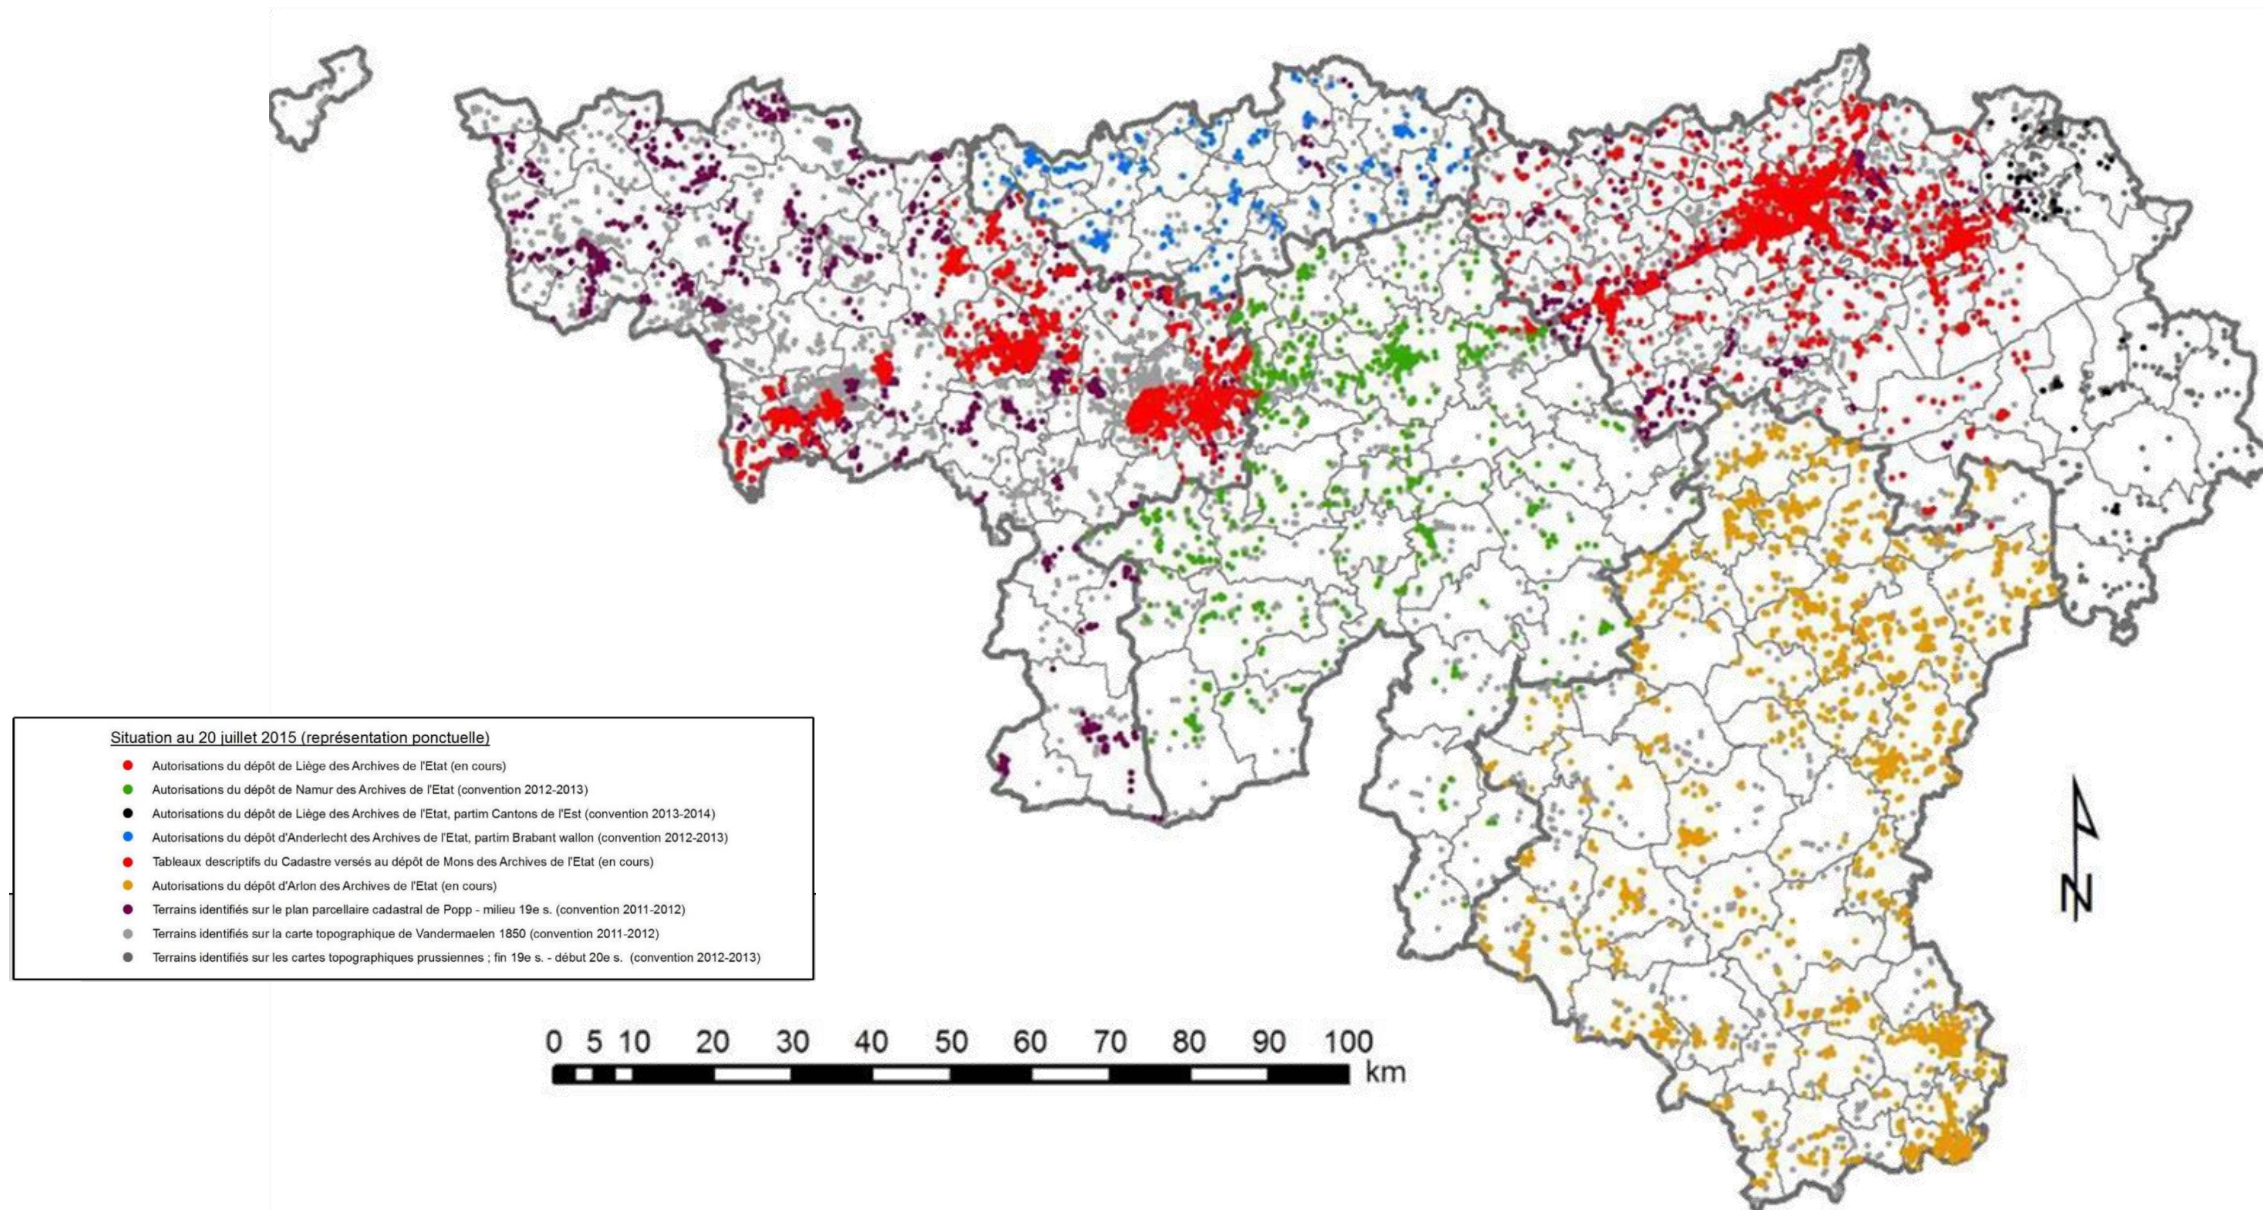 Situation au 20 juillet 2015 (représentation ponctuelle)
Autorisations du dépôt de Liège des Archives de l'Etat (en cours)
Autorisations du dépôt de Namur des Archives de l'Etat (convention 2012-2013)
Autorisations du dépôt de Liège des Archives de l'Etat, partim Cantons de l'Est (convention 2013-2014)
Autorisations du dépôt d'Anderlecht des Archives de l'Etat, partim Brabant wallon (convention 2012-2013)
Tableaux descriptifs du Cadastre versés au dépôt de Mons des Archives de l'Etat (en cours)
Autorisations du dépôt d'Arlon des Archives de l'Etat (en cours)
Terrains identifiés sur le plan parcellaire cadastral de Popp - milieu 19e s. (convention 2011-2012)
Terrains identifiés sur la carte topographique de Vandermaelen 1850 (convention 2011-2012)
Terrains identifiés sur les cartes topographiques prussiennes ; fin 19e s. - début 20e s. (convention 2012-2013)
N
0 5 10 20 30 40 50 60 70 80 90 100
km